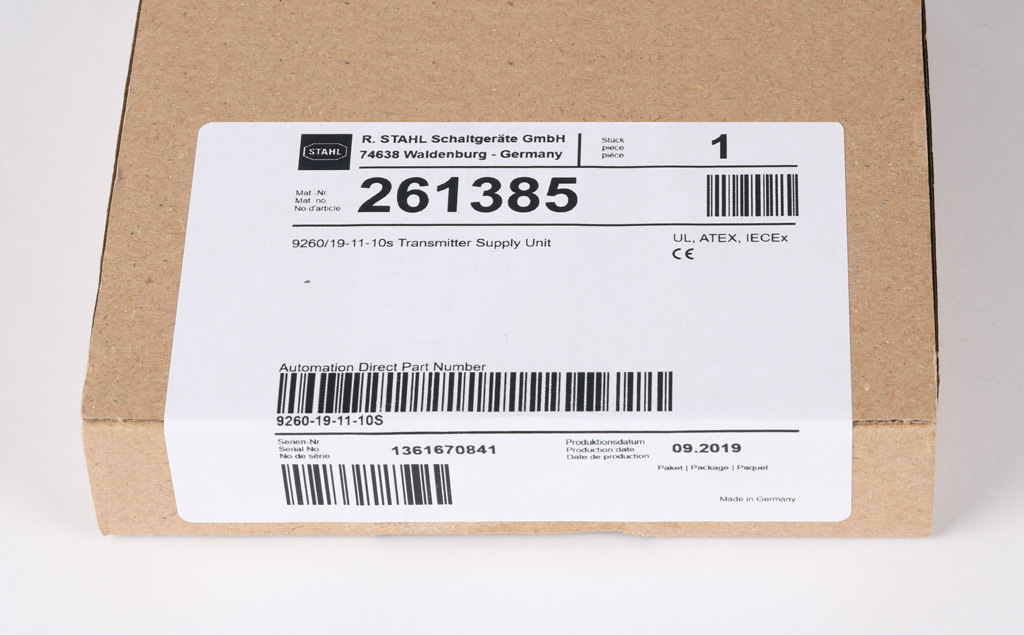 STAHL
R. STAHL Schaltgeräte GmbH
74638 Waldenburg - Germany
Stück
piece
pièce
1
Mat.-Nr
Mat. no
No d'article
261385
9260/19-11-10s Transmitter Supply Unit
UL, ATEX, IECEx
CE
Automation Direct Part Number
9260-19-11-10S
Serien-Nr.
Serial No.
No de série
1361670841
Produktionsdatum
Production date
Date de production
09.2019
Paket | Package | Paquet
Made in Germany